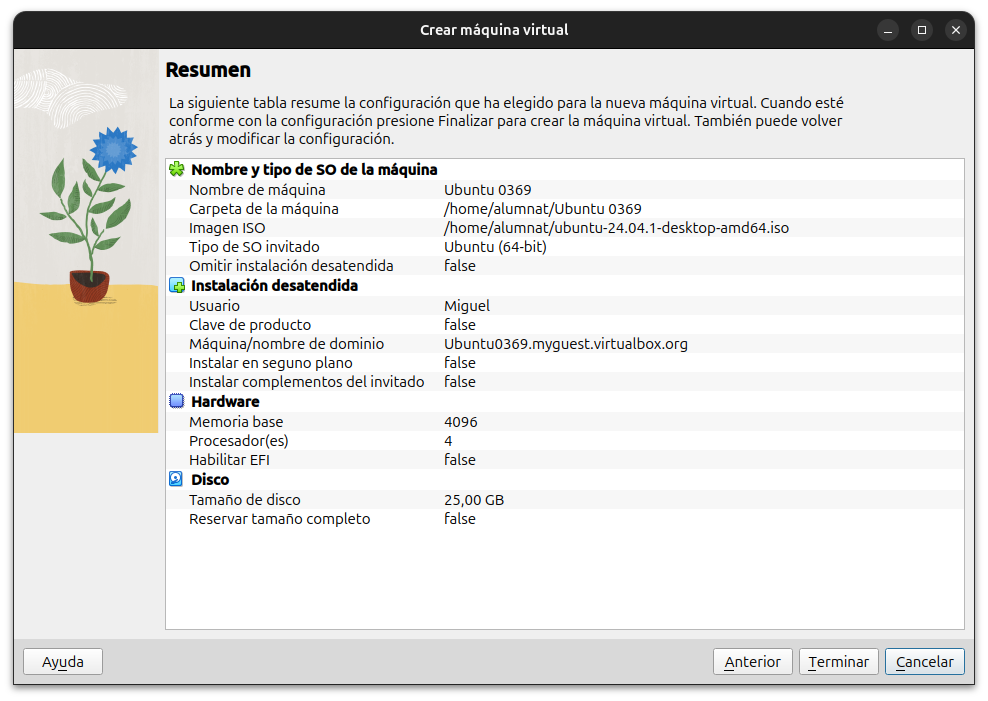 Crear máquina virtual
Resumen
La siguiente tabla resume la configuración que ha elegido para la nueva máquina virtual. Cuando esté
conforme con la configuración presione Finalizar para crear la máquina virtual. También puede volver
atrás y modificar la configuración.
Nombre y tipo de SO de la máquina
Nombre de máquina Ubuntu 0369
Carpeta de la máquina /home/alumnat/Ubuntu 0369
Imagen ISO /home/alumnat/ubuntu-24.04.1-desktop-amd64.iso
Tipo de SO invitado Ubuntu (64-bit)
Omitir instalación desatendida false
Instalación desatendida
Usuario Miguel
Clave de producto false
Máquina/nombre de dominio Ubuntu0369.myguest.virtualbox.org
Instalar en seguno plano false
Instalar complementos del invitado false
Hardware
Memoria base 4096
Procesador(es) 4
Habilitar EFI false
Disco
Tamaño de disco 25,00 GB
Reservar tamaño completo false
Ayuda Anterior Terminar Cancelar